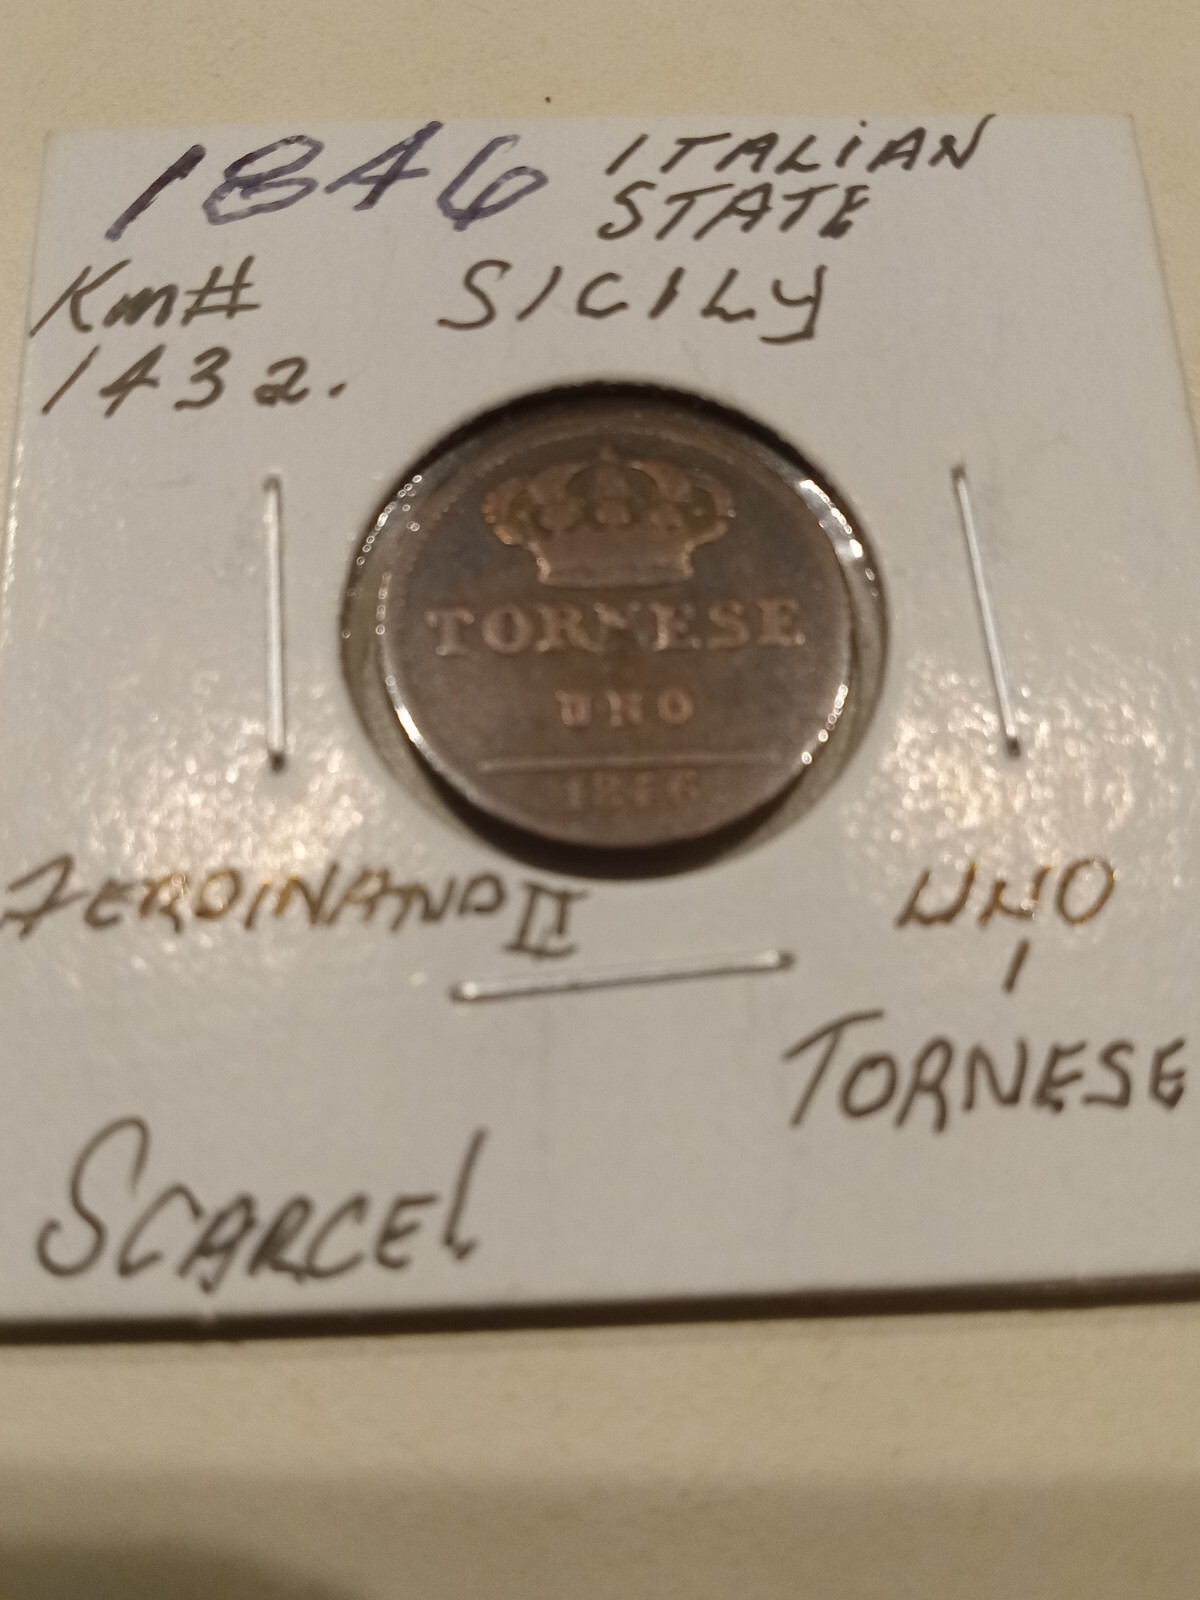 1846 ITALIAN
STATE
Km# SICILY
1432.
TORNESE
UNO
FERDINAND II UNO
1
TORNESE
SCARCE!